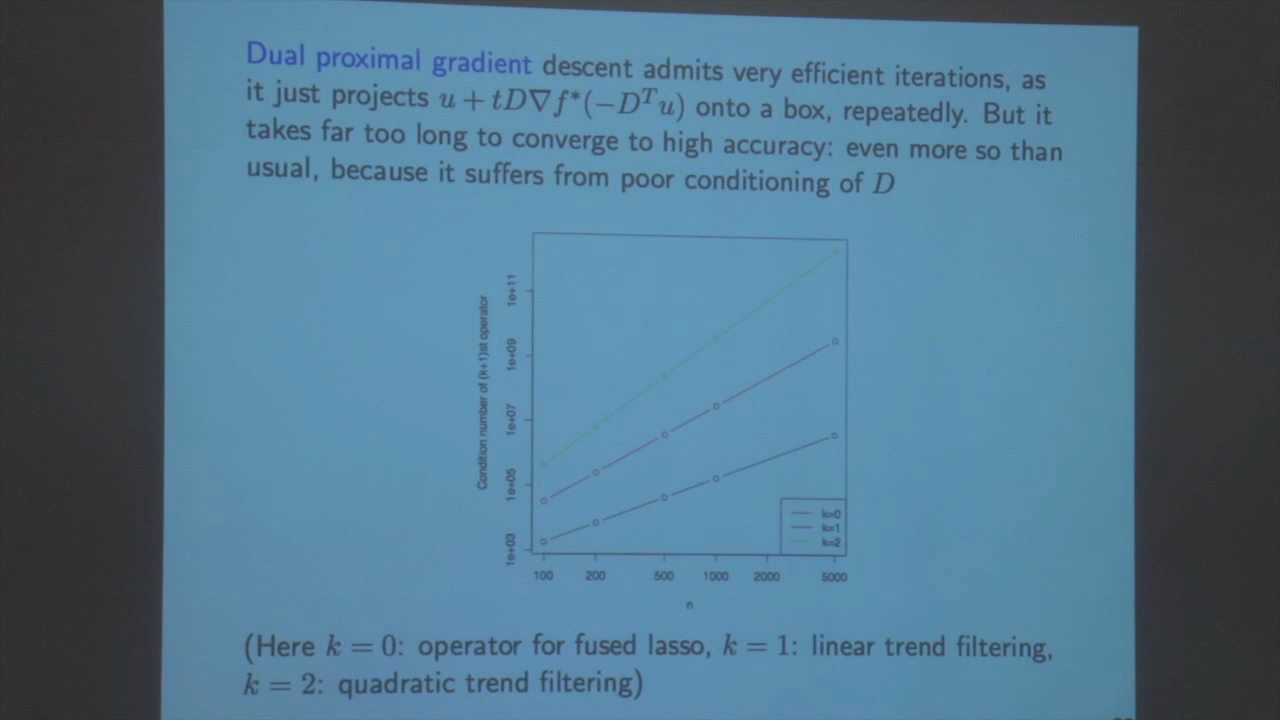 Dual proximal gradient descent admits very efficient iterations, as
it just projects u + tD∇f*(−Dᵀu) onto a box, repeatedly. But it
takes far too long to converge to high accuracy: even more so than
usual, because it suffers from poor conditioning of D
Condition number of (k+1)st operator
1e+11
1e+09
1e+07
1e+05
1e+03
k=0
k=1
k=2
100 200 500 1000 2000 5000
n
(Here k = 0: operator for fused lasso, k = 1: linear trend filtering,
k = 2: quadratic trend filtering)